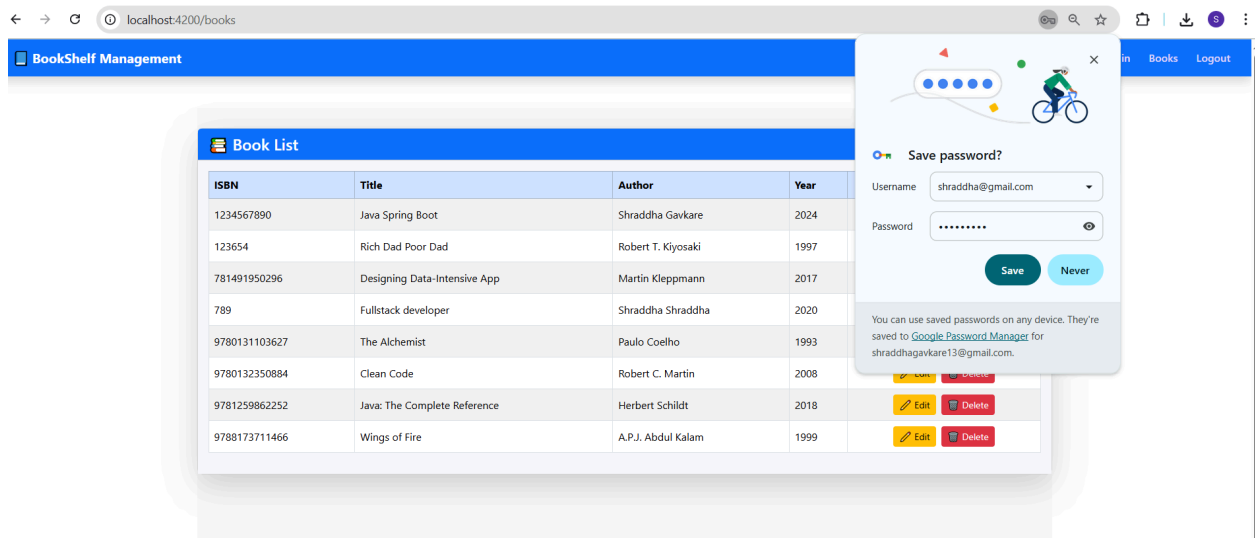 localhost:4200/books
S
BookShelf Management
in Books Logout
Book List
Save password?
Username shraddha@gmail.com
Password •••••••••
Save Never
You can use saved passwords on any device. They're
saved to Google Password Manager for
shraddhagavkare13@gmail.com.
ISBN Title Author Year
1234567890 Java Spring Boot Shraddha Gavkare 2024
123654 Rich Dad Poor Dad Robert T. Kiyosaki 1997
781491950296 Designing Data-Intensive App Martin Kleppmann 2017
789 Fullstack developer Shraddha Shraddha 2020
9780131103627 The Alchemist Paulo Coelho 1993
9780132350884 Clean Code Robert C. Martin 2008 Edit Delete
9781259862252 Java: The Complete Reference Herbert Schildt 2018 Edit Delete
9788173711466 Wings of Fire A.P.J. Abdul Kalam 1999 Edit Delete